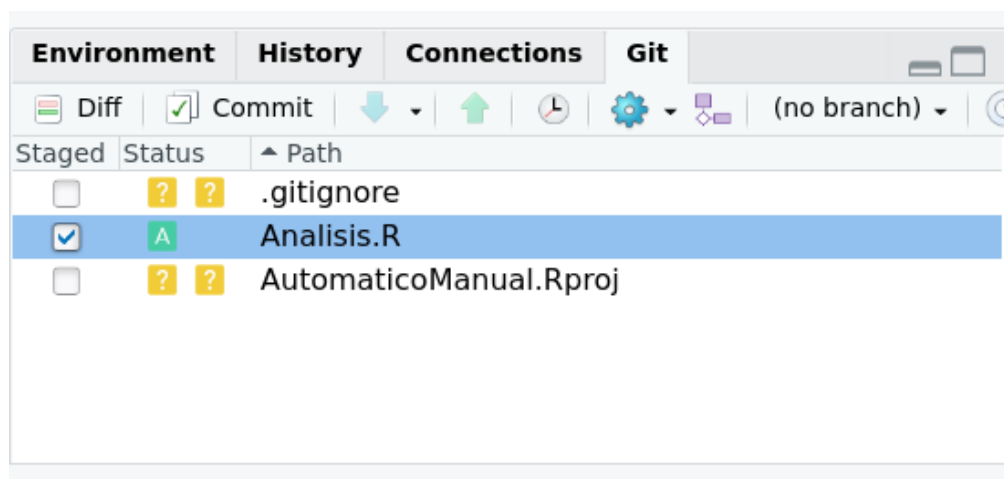 Environment History Connections Git
Diff Commit (no branch)
Staged Status Path
? ? .gitignore
A Analisis.R
? ? AutomaticoManual.Rproj